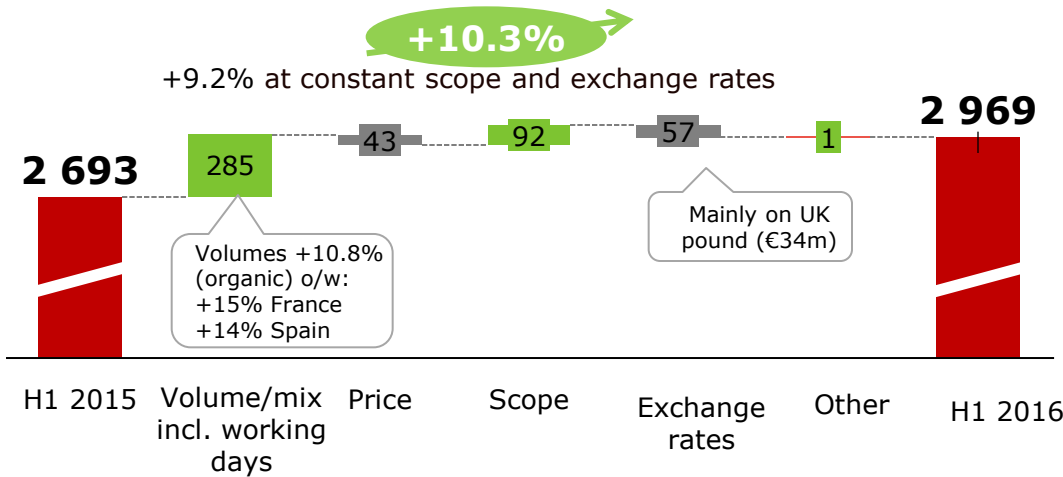 +10.3%
+9.2% at constant scope and exchange rates
2 693
285
43
92
57
1
2 969
Volumes +10.8%
(organic) o/w:
+15% France
+14% Spain
Mainly on UK
pound (€34m)
H1 2015
Volume/mix
incl. working
days
Price
Scope
Exchange
rates
Other
H1 2016